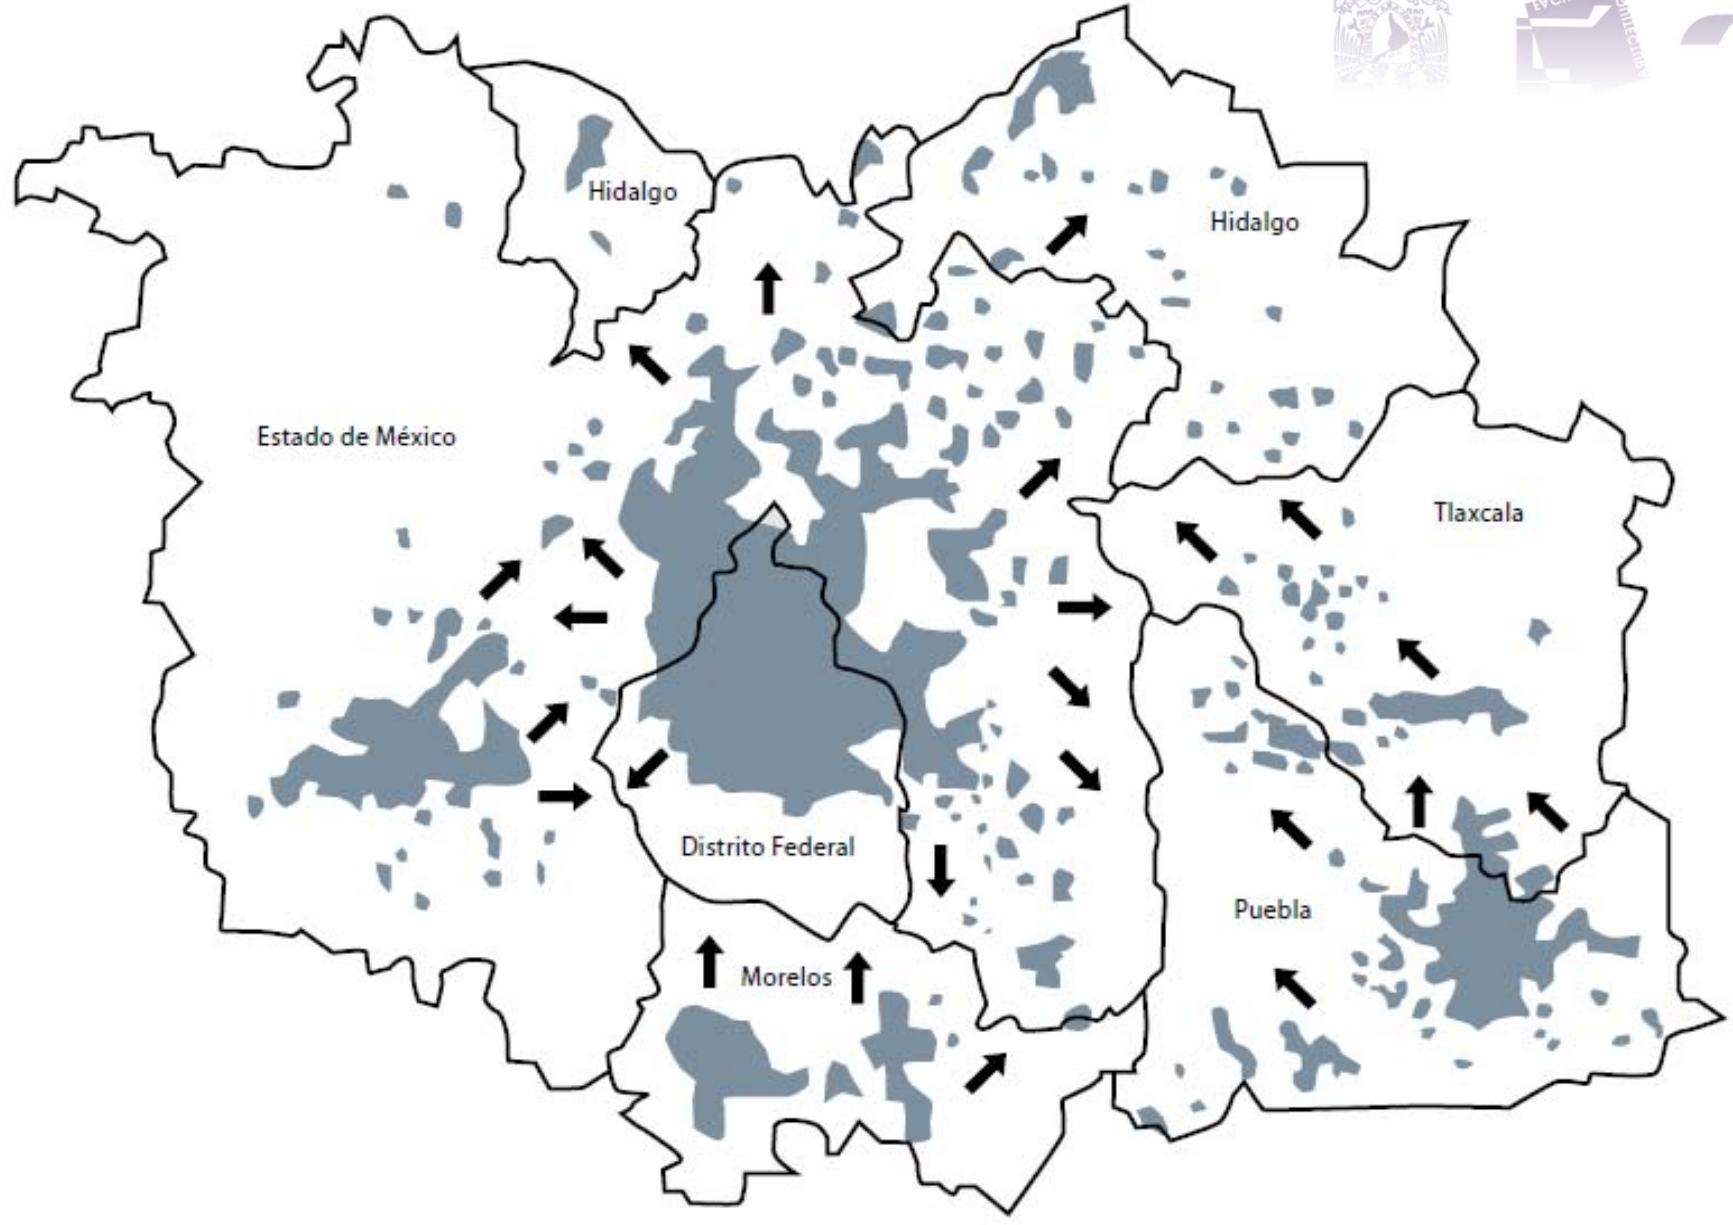 Hidalgo
Hidalgo
Estado de México
Tlaxcala
Distrito Federal
Puebla
Morelos